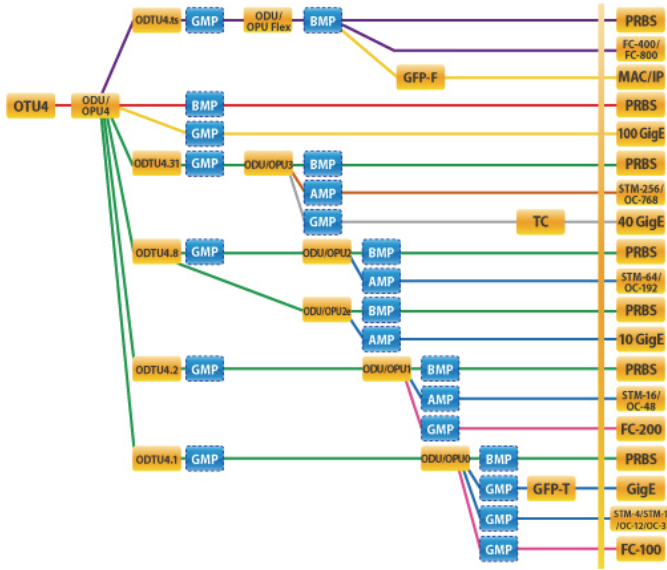 ODTU4.ts GMP ODU/ OPU Flex BMP PRBS
FC-400/
FC-800
GFP-F MAC/IP
OTU4 ODU/ OPU4 BMP PRBS
GMP 100 GigE
ODTU4.31 GMP ODU/OPU3 BMP PRBS
AMP STM-256/ OC-768
GMP TC 40 GigE
ODTU4.8 GMP ODU/OPU2 BMP PRBS
AMP STM-64/ OC-192
ODU/OPU2e BMP PRBS
AMP 10 GigE
ODTU4.2 GMP ODU/OPU1 BMP PRBS
AMP STM-16/ OC-48
GMP FC-200
ODTU4.1 GMP ODU/OPU0 BMP PRBS
GMP GFP-T GigE
GMP STM-4/STM-1 /OC-12/OC-3
GMP FC-100